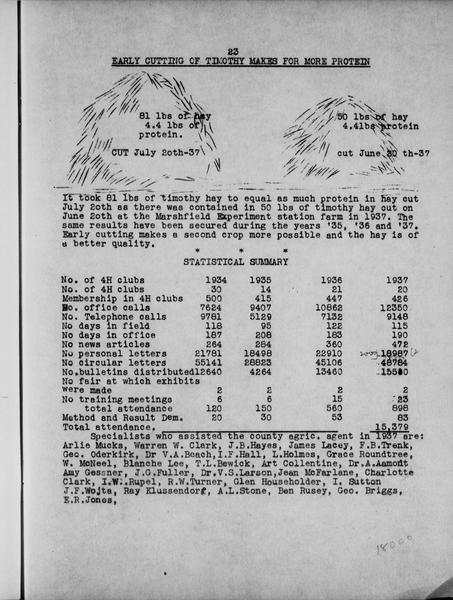 23
EARLY CUTTING OF TIMOTHY MAKES FOR MORE PROTEIN
81 lbs of hay
4.4 lbs of
protein.
CUT July 20th-37
50 lbs of hay
4.4lbs protein
cut June 20 th-37
It took 81 lbs of timothy hay to equal as much protein in hay cut
July 20th as there was contained in 50 lbs of timothy hay cut on
June 20th at the Marshfield Experiment station farm in 1937. The
same results have been secured during the years '35, '36 and '37.
Early cutting makes a second crop more possible and the hay is of
a better quality.
* * *
STATISTICAL SUMMARY
No. of 4H clubs 1934 1935 1936 1937
No. of 4H clubs 30 14 21 20
Membership in 4H clubs 500 415 447 426
No. office calls 7624 9407 10862 12350
No. Telephone calls 9781 5129 7132 9148
No days in field 118 95 122 115
No days in office 187 208 183 190
No news articles 264 284 360 472
No personal letters 21781 18498 22910 18987
No circular letters 55141 28823 45106 48784
No.bulletins distributed12640 4264 13460 15500
No fair at which exhibits
were made 2 2 2 2
No training meetings 6 6 15 23
total attendance 120 150 560 898
Method and Result Dem. 20 30 53 83
Total attendance. 15,379
Specialists who assisted the county agric. agent in 1937 are:
Arlie Mucks, Warren W. Clark, J.B.Hayes, James Lacey, F.B.Trenk,
Geo. Oderkirk, Dr V.A.Beach,I.F.Hall, L.Holmes, Grace Rountree,
W. McNeel, Blanche Lee, T.L.Bewick, Art Collentine, Dr.A.Aamodt
Amy Gessner, J.G.Fuller, Dr.V.S.Larson,Jean McFarlane, Charlotte
Clark, I.W.Rupel, R.W.Turner, Glen Householder, I. Sutton
J.F.Wojta, Ray Klussendorf, A.L.Stone, Ben Rusey, Geo. Briggs,
E.R.Jones,
18000